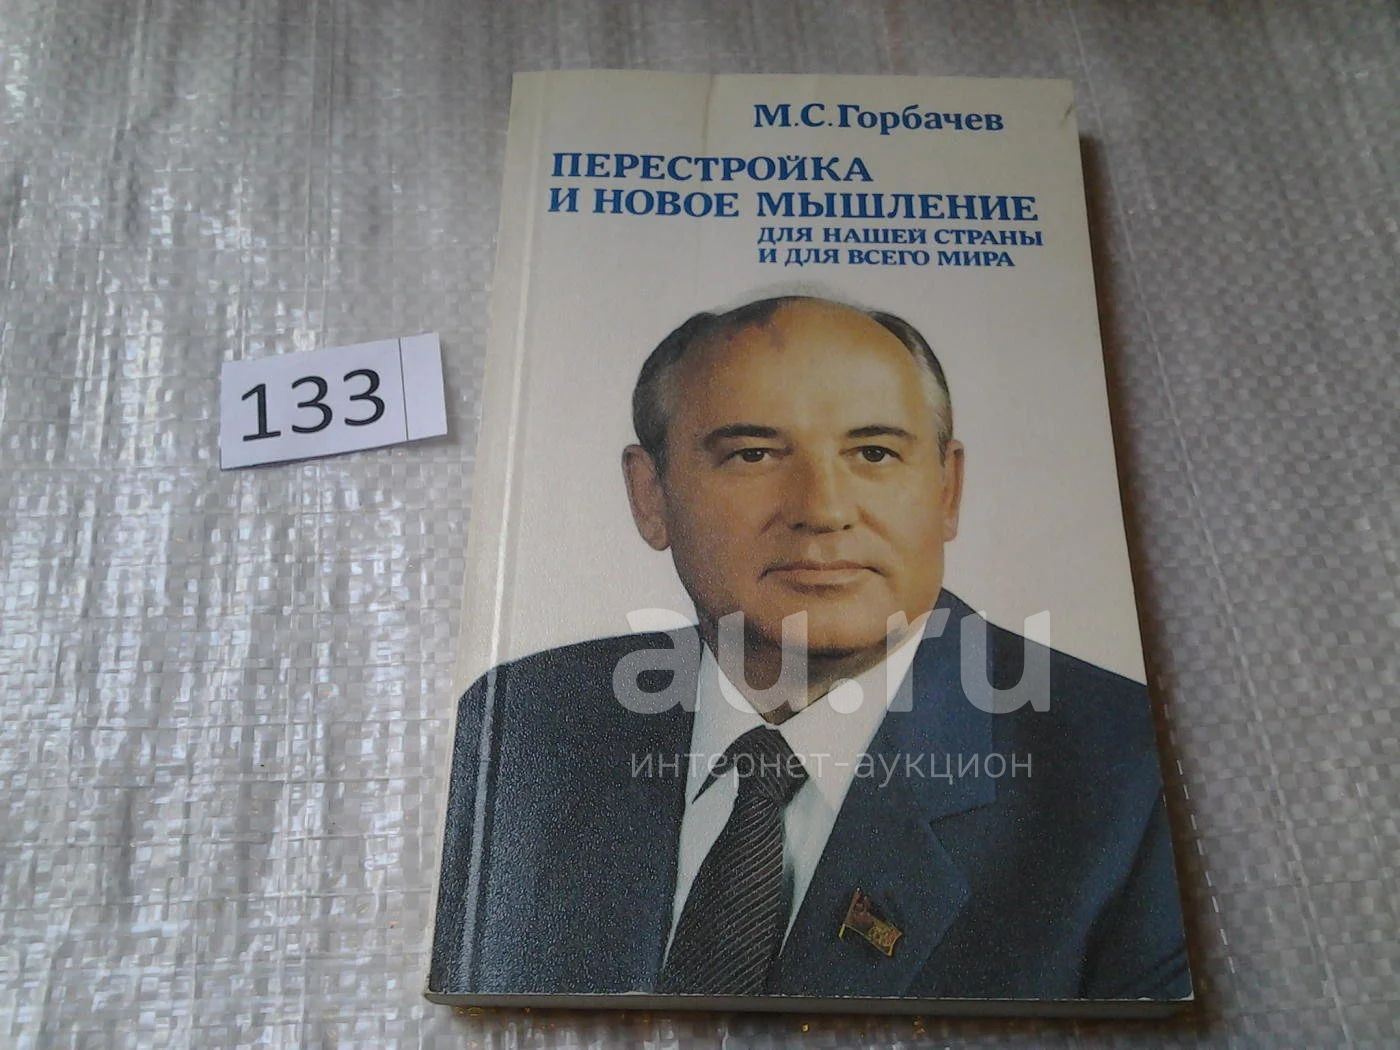 М.С.Горбачев
ПЕРЕСТРОЙКА
И НОВОЕ МЫШЛЕНИЕ
ДЛЯ НАШЕЙ СТРАНЫ
И ДЛЯ ВСЕГО МИРА
133
au.ru
интернет-аукцион